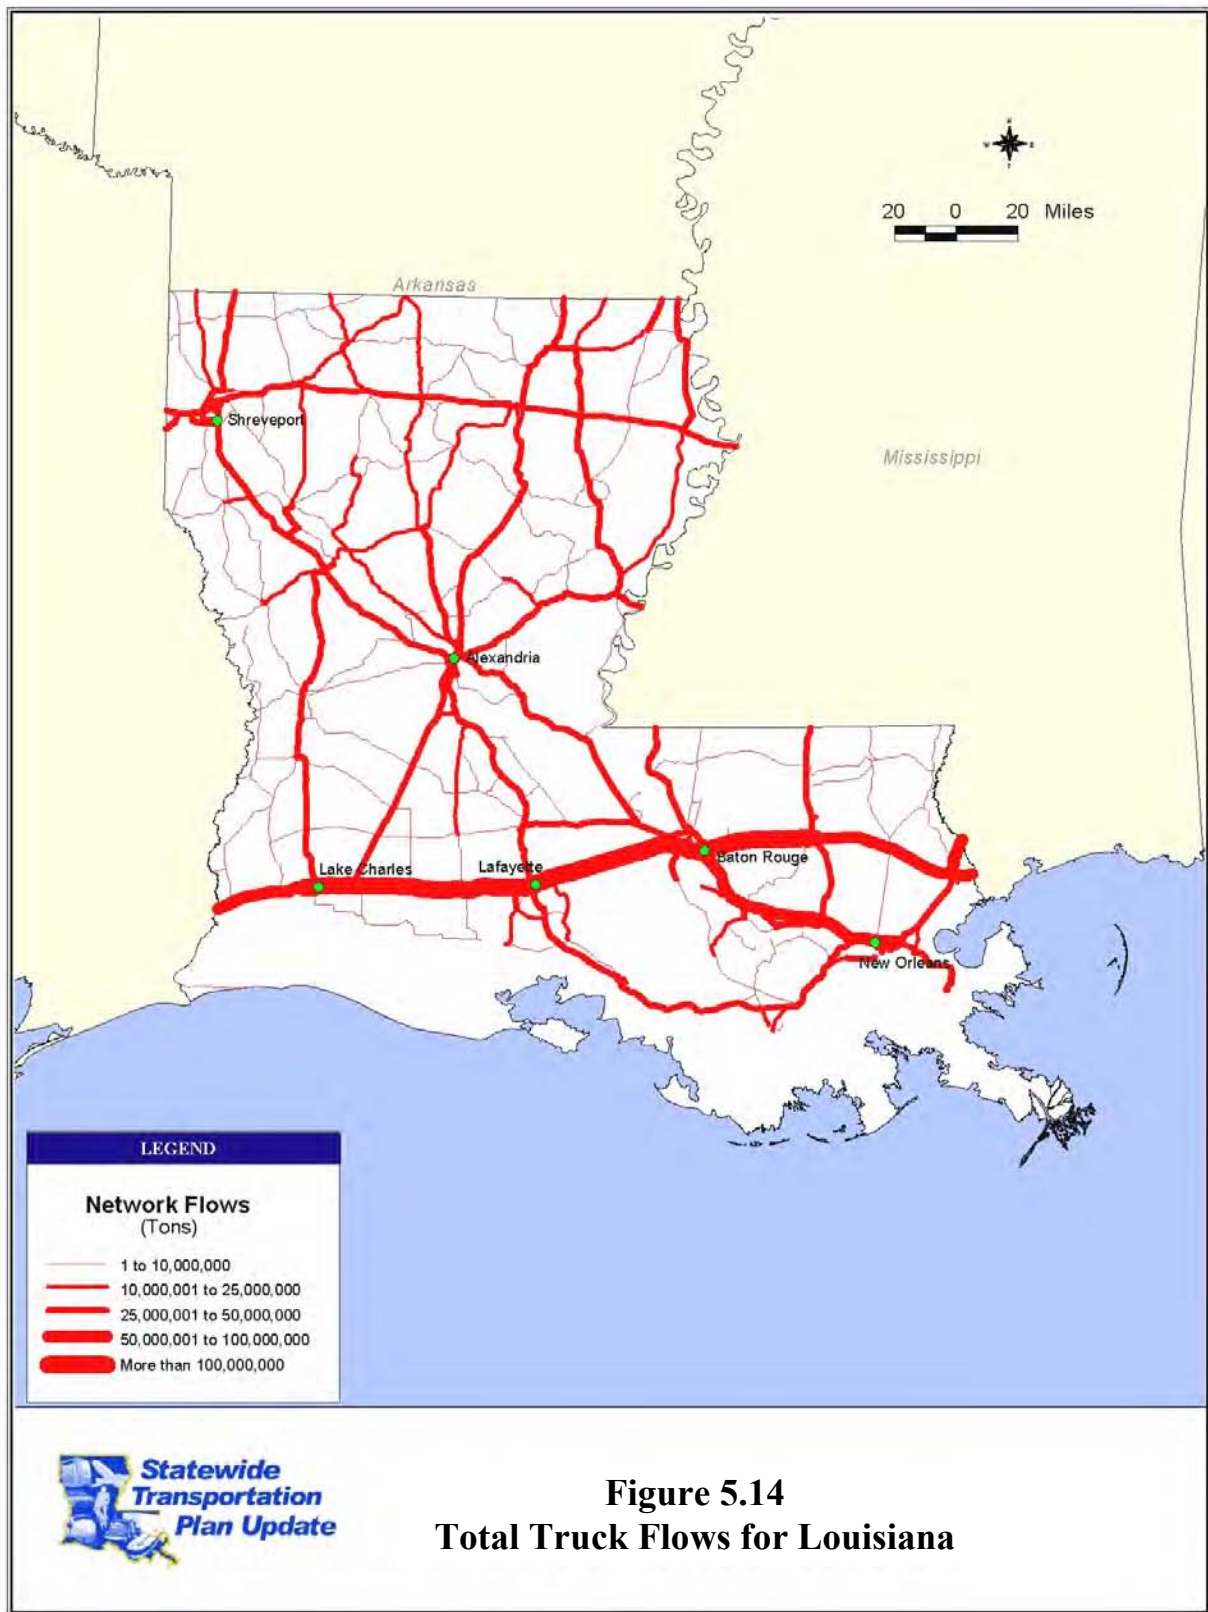 N
W E
20 0 20 Miles
Arkansas
Shreveport
Mississippi
Alexandria
Baton Rouge
Lake Charles
Lafayette
New Orleans
LEGEND
Network Flows
(Tons)
1 to 10,000,000
10,000,001 to 25,000,000
25,000,001 to 50,000,000
50,000,001 to 100,000,000
More than 100,000,000
Statewide
Transportation
Plan Update
Figure 5.14
Total Truck Flows for Louisiana